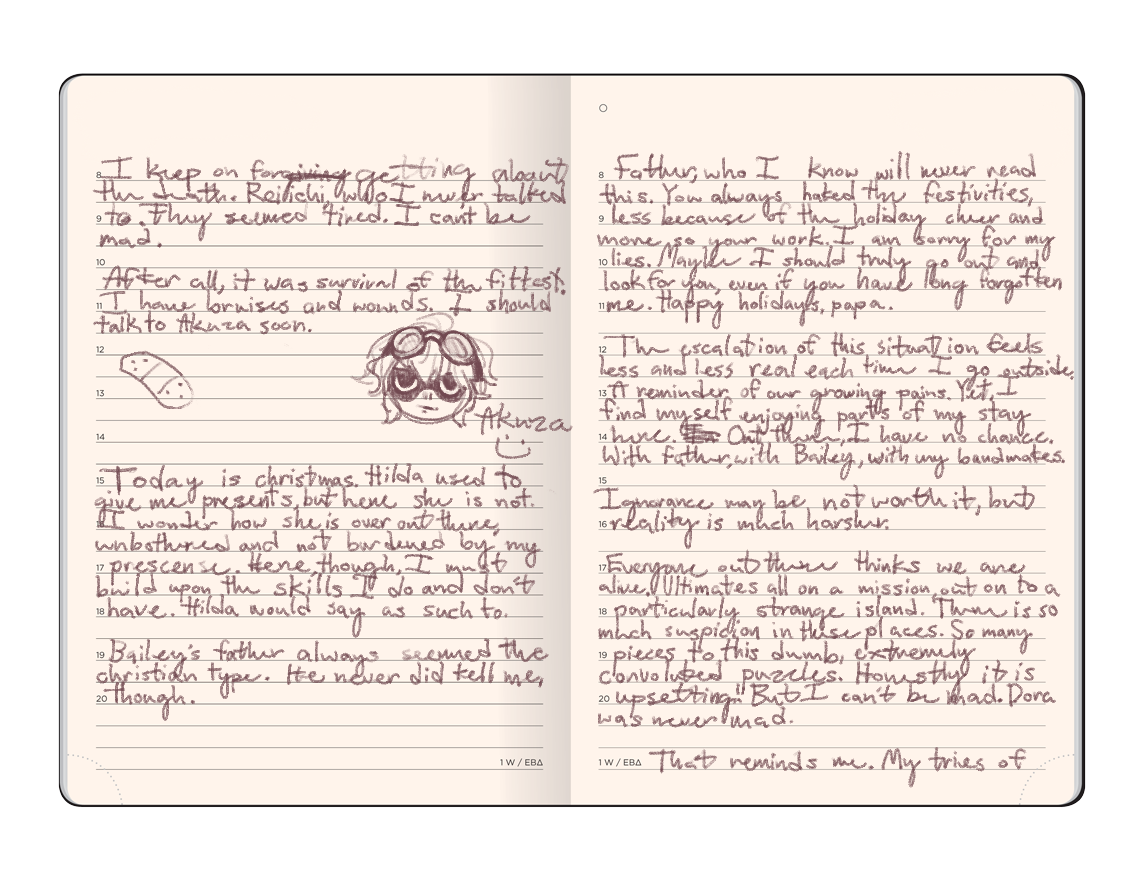 8 I keep on forgiving getting about
the death. Roiichi who I never talked
9 to. They seemed tired. I can't be
mad.
10
After all, it was survival of the fittest.
11 I have bruises and wounds. I should
talk to Akuza soon.
12
13
Akuza
14
15 Today is christmas. Hilda used to
give me presents, but here she is not.
16 I wonder how she is over out there,
unbothered and not burdened by my
17 prescense. Here though, I must
build upon the skills I do and don't
18 have. Hilda would say as such to.
19 Bailey's father always seemed the
christian type. He never did tell me,
20 though.
1 W / EBΔ
8 Father, who I know will never read
this. You always hated the festivities,
9 less because of the holiday cheer and
more so your work. I am sorry for my
10 lies. Maybe I should truly go out and
look for you, even if you have long forgotten
11 me. Happy holidays, papa.
12 The escalation of this situation feels
less and less real each time I go outside.
13 A reminder of our growing pains. Yet, I
find myself enjoying parts of my stay
14 here. Out there, I have no chance.
With father, with Bailey, with my bandmates.
15
Ignorance may be not worth it, but
16 reality is much harsher.
17 Everyone out there thinks we are
alive. Ultimates all on a mission out on to a
18 particularly strange island. There is so
much suspicion in these places. So many
19 pieces to this dumb, extremely
convoluted puzzles. Honestly it is
20 upsetting!! But I can't be mad. Dora
was never mad.
1 W / EBΔ That reminds me. My tries of